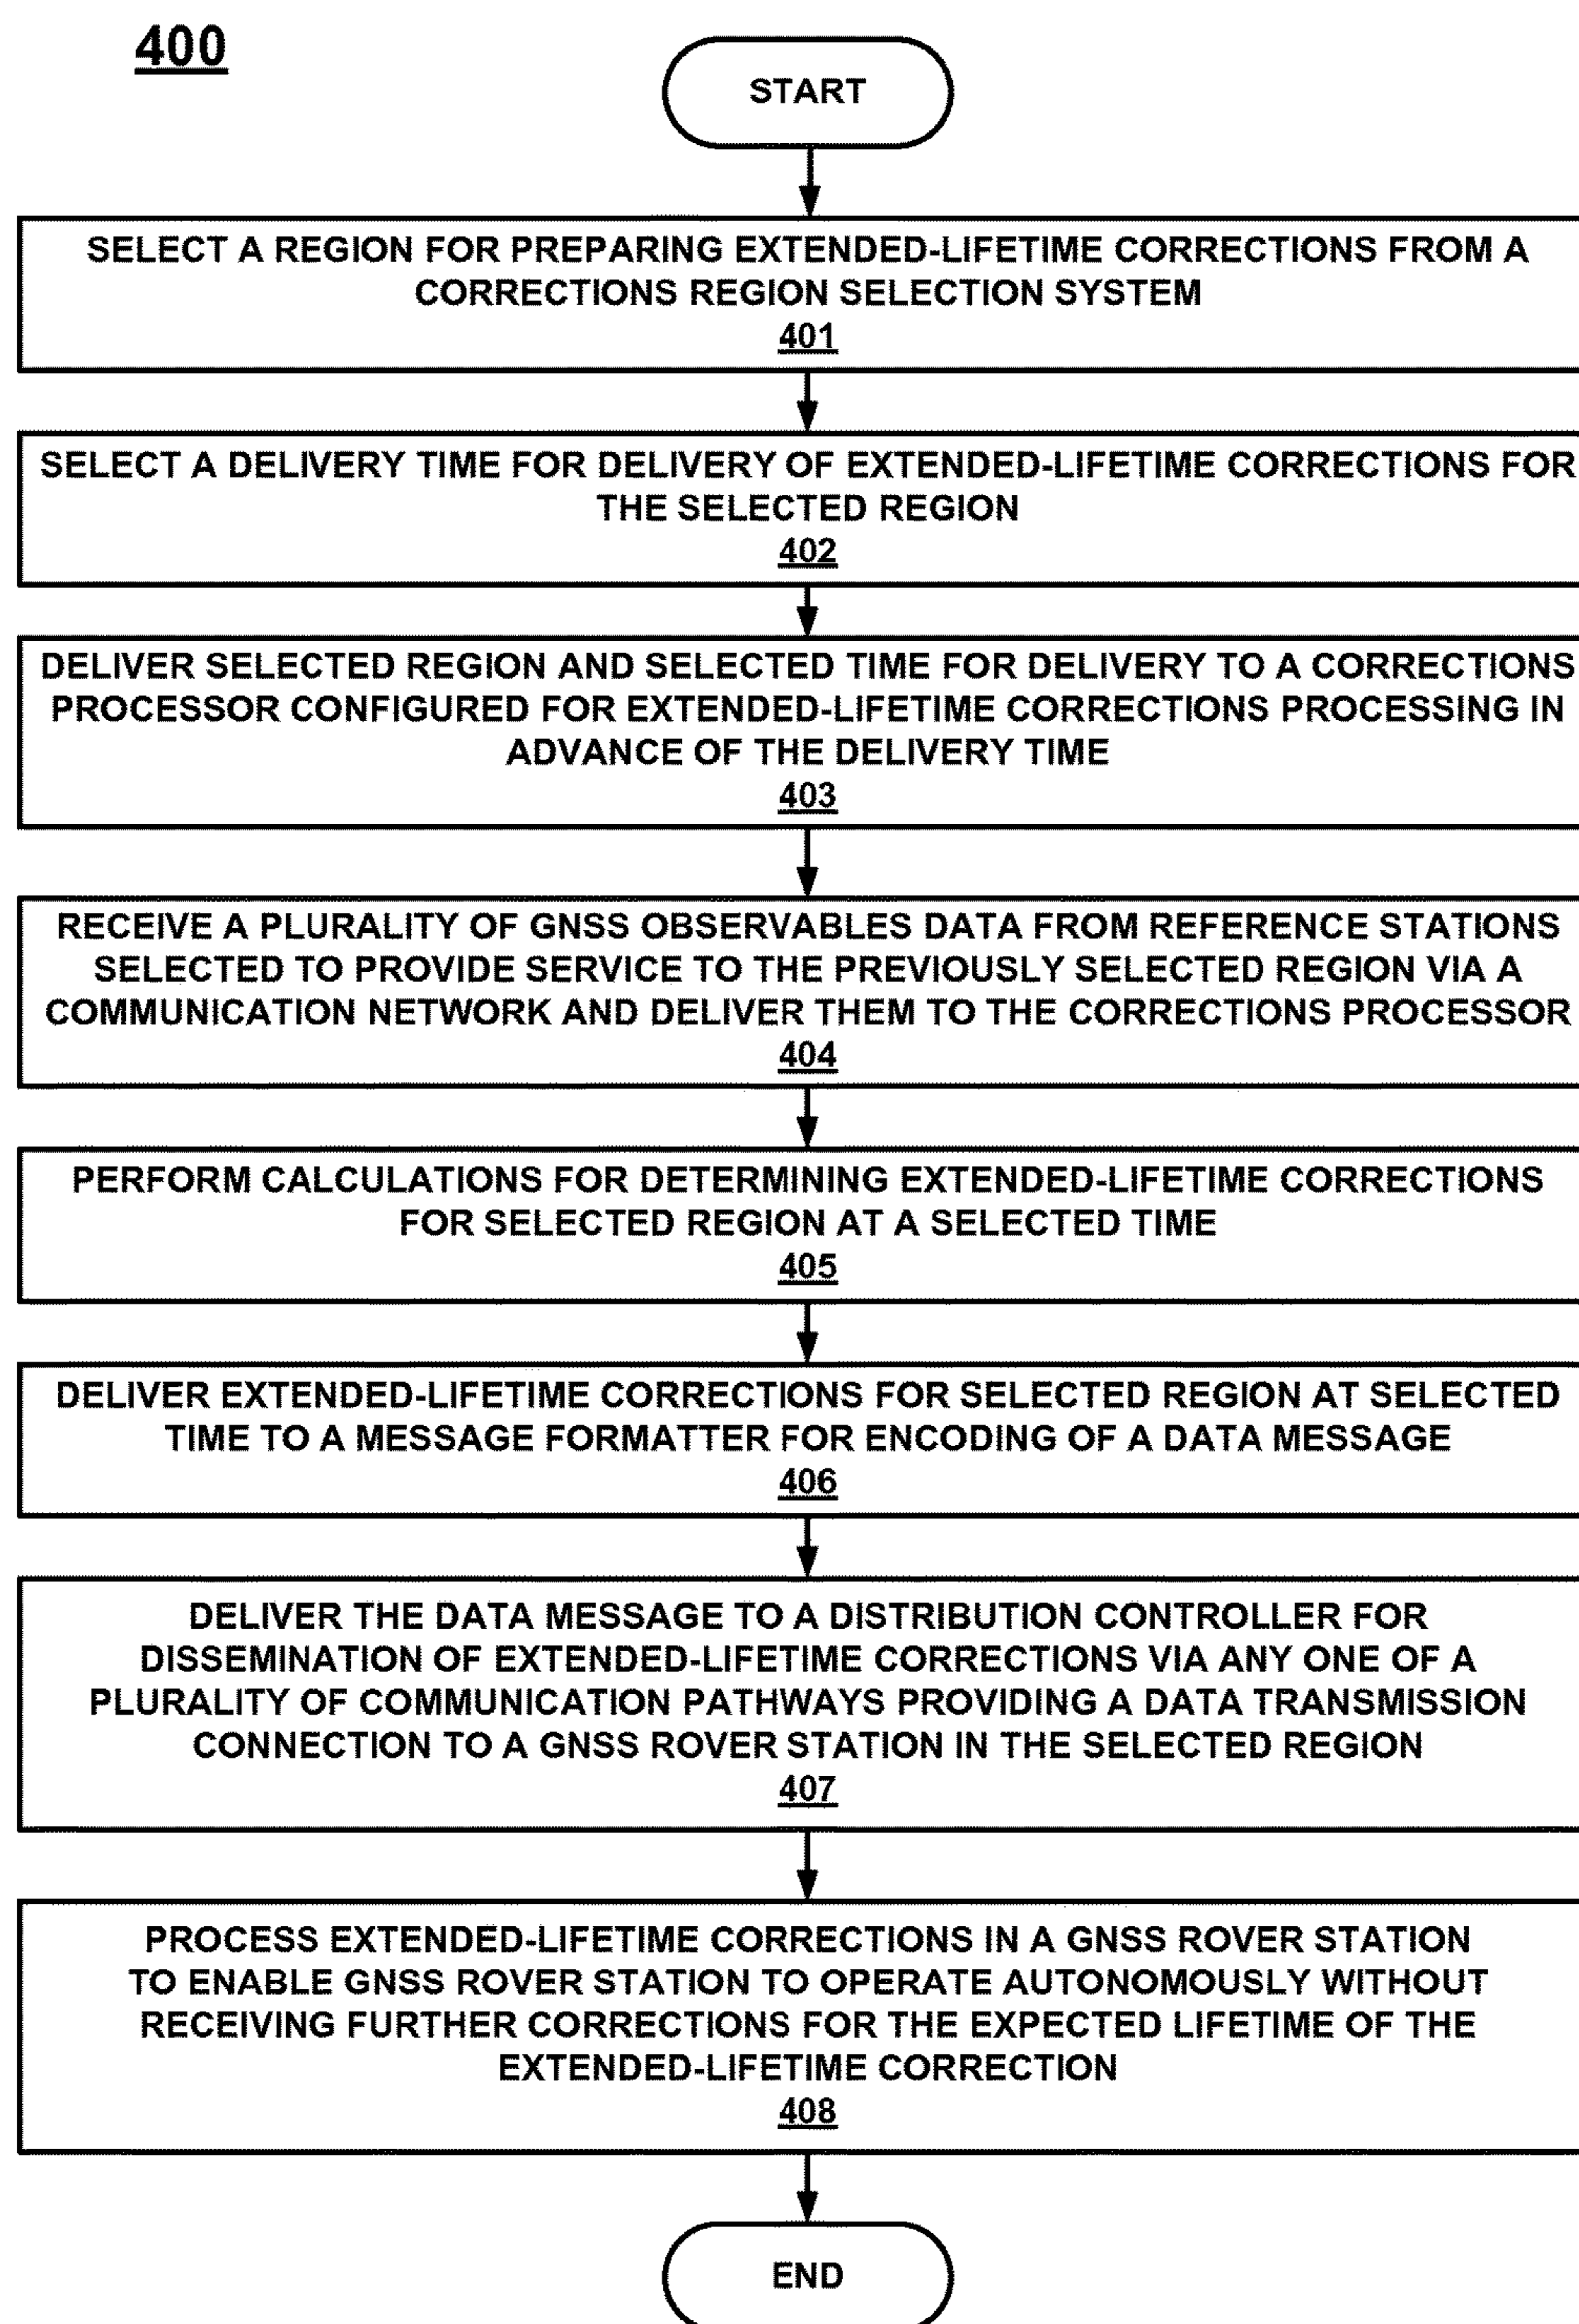 400
START
SELECT A REGION FOR PREPARING EXTENDED-LIFETIME CORRECTIONS FROM A
CORRECTIONS REGION SELECTION SYSTEM
401
SELECT A DELIVERY TIME FOR DELIVERY OF EXTENDED-LIFETIME CORRECTIONS FOR
THE SELECTED REGION
402
DELIVER SELECTED REGION AND SELECTED TIME FOR DELIVERY TO A CORRECTIONS
PROCESSOR CONFIGURED FOR EXTENDED-LIFETIME CORRECTIONS PROCESSING IN
ADVANCE OF THE DELIVERY TIME
403
RECEIVE A PLURALITY OF GNSS OBSERVABLES DATA FROM REFERENCE STATIONS
SELECTED TO PROVIDE SERVICE TO THE PREVIOUSLY SELECTED REGION VIA A
COMMUNICATION NETWORK AND DELIVER THEM TO THE CORRECTIONS PROCESSOR
404
PERFORM CALCULATIONS FOR DETERMINING EXTENDED-LIFETIME CORRECTIONS
FOR SELECTED REGION AT A SELECTED TIME
405
DELIVER EXTENDED-LIFETIME CORRECTIONS FOR SELECTED REGION AT SELECTED
TIME TO A MESSAGE FORMATTER FOR ENCODING OF A DATA MESSAGE
406
DELIVER THE DATA MESSAGE TO A DISTRIBUTION CONTROLLER FOR
DISSEMINATION OF EXTENDED-LIFETIME CORRECTIONS VIA ANY ONE OF A
PLURALITY OF COMMUNICATION PATHWAYS PROVIDING A DATA TRANSMISSION
CONNECTION TO A GNSS ROVER STATION IN THE SELECTED REGION
407
PROCESS EXTENDED-LIFETIME CORRECTIONS IN A GNSS ROVER STATION
TO ENABLE GNSS ROVER STATION TO OPERATE AUTONOMOUSLY WITHOUT
RECEIVING FURTHER CORRECTIONS FOR THE EXPECTED LIFETIME OF THE
EXTENDED-LIFETIME CORRECTION
408
END